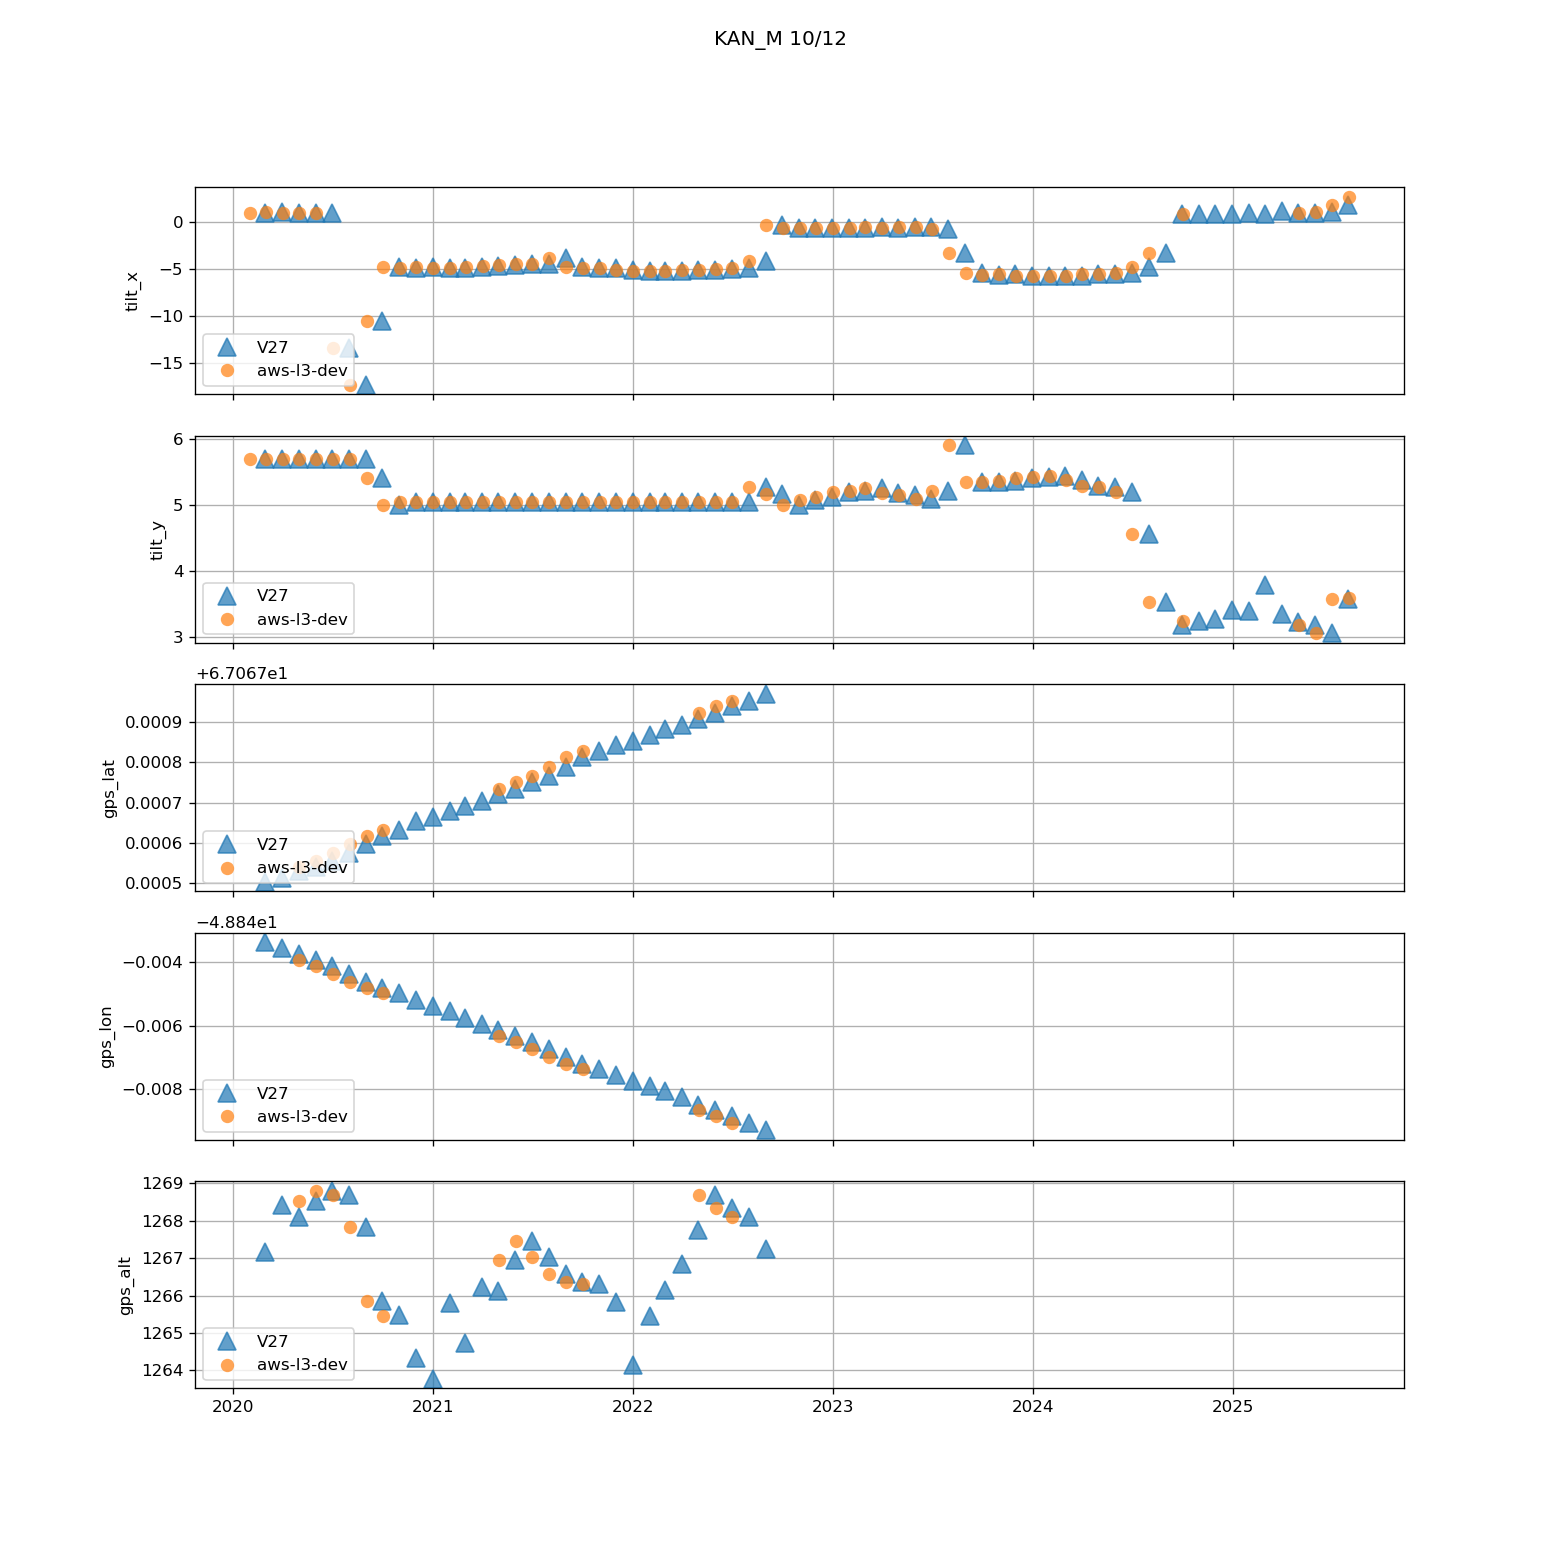 KAN_M 10/12
0
−5
−10
−15
tilt_x
V27
aws-l3-dev
6
5
4
3
tilt_y
V27
aws-l3-dev
+6.7067e1
0.0009
0.0008
0.0007
0.0006
0.0005
gps_lat
V27
aws-l3-dev
−4.884e1
−0.004
−0.006
−0.008
gps_lon
V27
aws-l3-dev
1269
1268
1267
1266
1265
1264
gps_alt
V27
aws-l3-dev
2020 2021 2022 2023 2024 2025